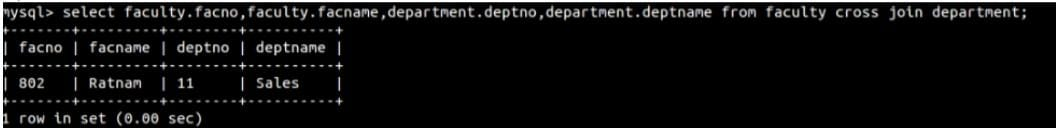 mysql> select faculty.facno,faculty.facname,department.deptno,department.deptname from faculty cross join department;
+-------+---------+--------+----------+
| facno | facname | deptno | deptname |
+-------+---------+--------+----------+
| 802   | Ratnam  | 11     | Sales    |
+-------+---------+--------+----------+
1 row in set (0.00 sec)